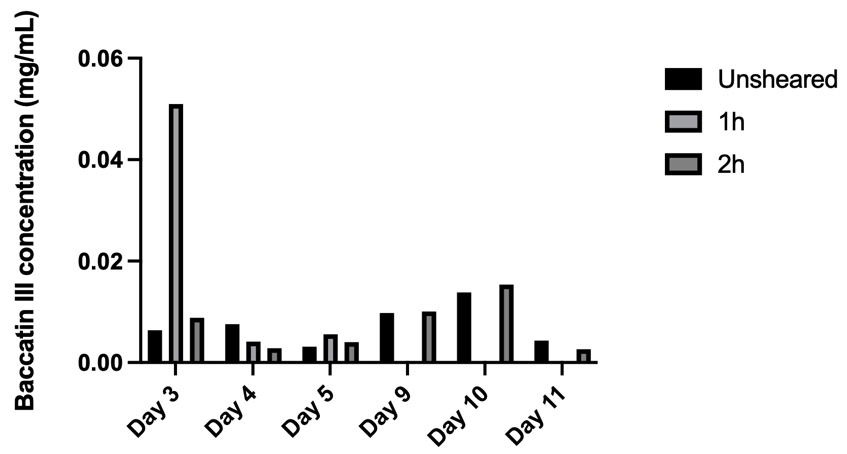 Baccatin III concentration (mg/mL)
0.06
0.04
0.02
0.00
Day 3
Day 4
Day 5
Day 9
Day 10
Day 11
Unsheared
1h
2h